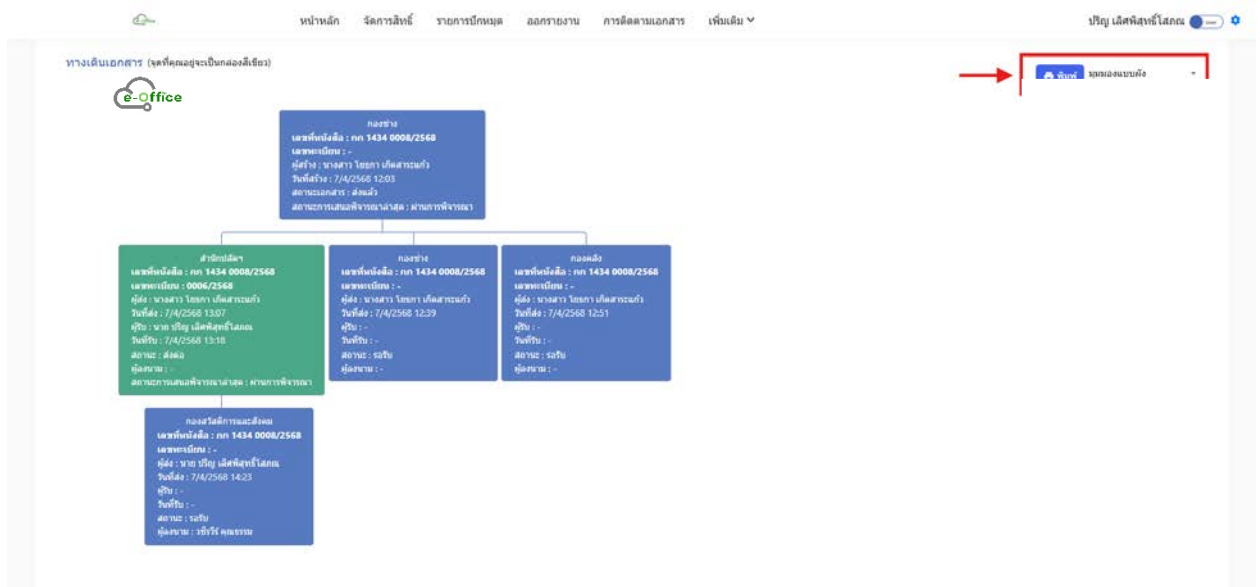 e-Office
หน้าหลัก จัดการสิทธิ์ รายการปักหมุด ออกรายงาน การติดตามเอกสาร เพิ่มเติม
ปริญ เลิศพิสุทธิ์โสภณ
ทางเดินเอกสาร (จุดที่คุณอยู่จะเป็นกล่องสีเขียว)
พิมพ์ มุมมองแบบผัง
e-Office
กองช่าง
เลขที่หนังสือ : กก 1434 0008/2568
เลขทะเบียน : -
ผู้สร้าง : นางสาว โยธกา เกิดสาระแก้ว
วันที่สร้าง : 7/4/2568 12:03
สถานะเอกสาร : ส่งแล้ว
สถานะการเสนอพิจารณาล่าสุด : ผ่านการพิจารณา
สำนักปลัดฯ
เลขที่หนังสือ : กก 1434 0008/2568
เลขทะเบียน : 0006/2568
ผู้ส่ง : นางสาว โยธกา เกิดสาระแก้ว
วันที่ส่ง : 7/4/2568 13:07
ผู้รับ : นาย ปริญ เลิศพิสุทธิ์โสภณ
วันที่รับ : 7/4/2568 13:18
สถานะ : ส่งต่อ
ผู้ลงนาม : -
สถานะการเสนอพิจารณาล่าสุด : ผ่านการพิจารณา
กองช่าง
เลขที่หนังสือ : กก 1434 0008/2568
เลขทะเบียน : -
ผู้ส่ง : นางสาว โยธกา เกิดสาระแก้ว
วันที่ส่ง : 7/4/2568 12:39
ผู้รับ : -
วันที่รับ : -
สถานะ : รอรับ
ผู้ลงนาม : -
กองคลัง
เลขที่หนังสือ : กก 1434 0008/2568
เลขทะเบียน : -
ผู้ส่ง : นางสาว โยธกา เกิดสาระแก้ว
วันที่ส่ง : 7/4/2568 12:51
ผู้รับ : -
วันที่รับ : -
สถานะ : รอรับ
ผู้ลงนาม : -
กองสวัสดิการและสังคม
เลขที่หนังสือ : กก 1434 0008/2568
เลขทะเบียน : -
ผู้ส่ง : นาย ปริญ เลิศพิสุทธิ์โสภณ
วันที่ส่ง : 7/4/2568 14:23
ผู้รับ : -
วันที่รับ : -
สถานะ : รอรับ
ผู้ลงนาม : วชิรวีร์ คุณธรรม